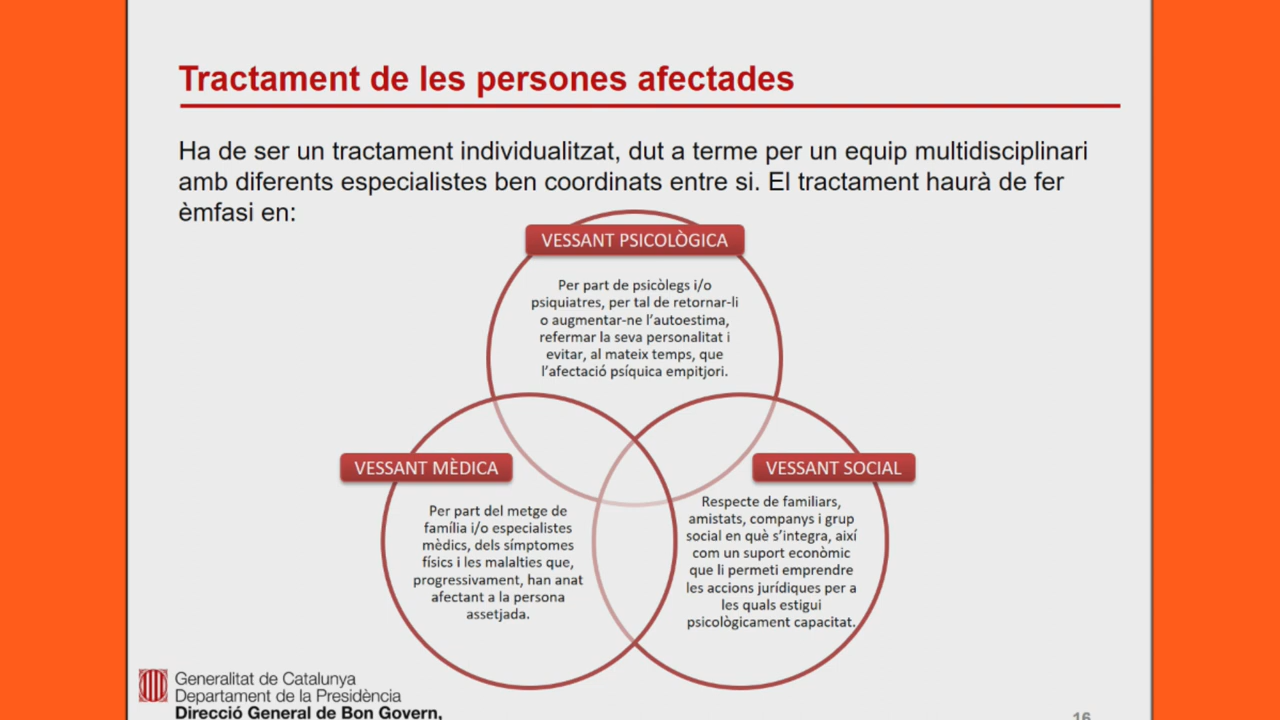 Tractament de les persones afectades
Ha de ser un tractament individualitzat, dut a terme per un equip multidisciplinari
amb diferents especialistes ben coordinats entre si. El tractament haurà de fer
èmfasi en:
VESSANT PSICOLÒGICA
Per part de psicòlegs i/o
psiquiatres, per tal de retornar-li
o augmentar-ne l’autoestima,
refermar la seva personalitat i
evitar, al mateix temps, que
l’afectació psíquica empitjori.
VESSANT MÈDICA
Per part del metge de
família i/o especialistes
mèdics, dels símptomes
físics i les malalties que,
progressivament, han anat
afectant a la persona
assetjada.
VESSANT SOCIAL
Respecte de familiars,
amistats, companys i grup
social en què s’integra, així
com un suport econòmic
que li permeti emprendre
les accions jurídiques per a
les quals estigui
psicològicament capacitat.
Generalitat de Catalunya
Departament de la Presidència
Direcció General de Bon Govern,
16